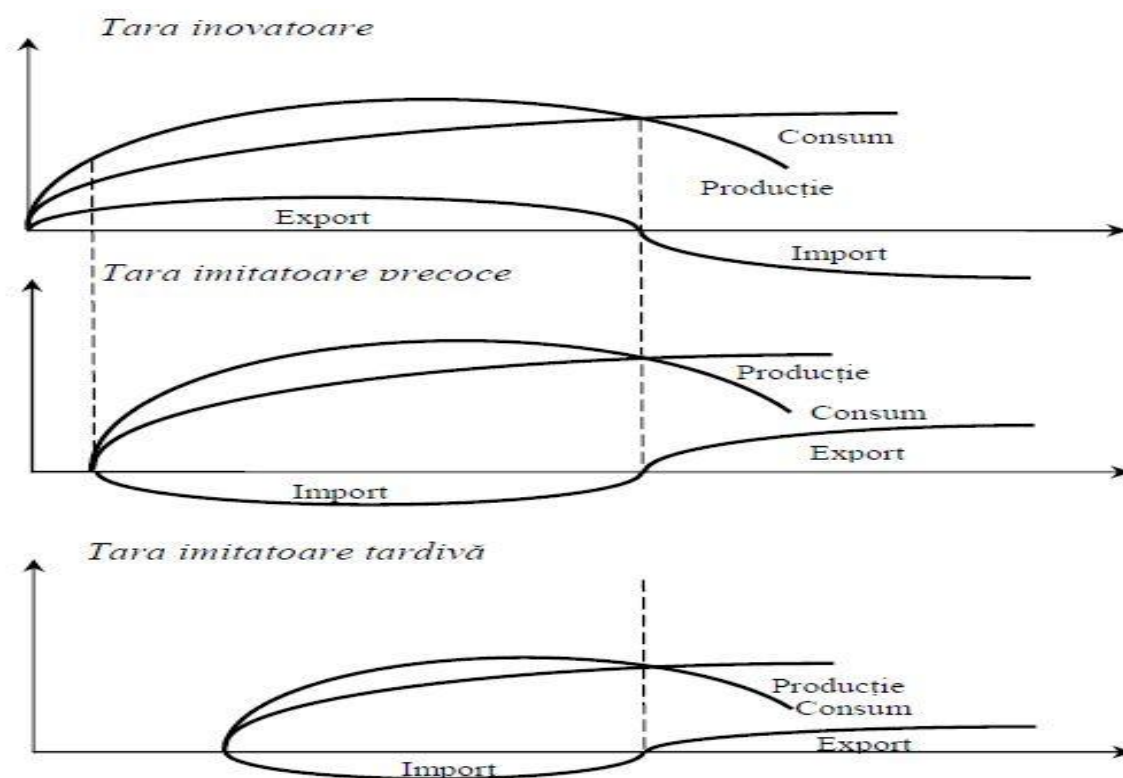 Tara inovatoare
Consum
Producție
Export
Import
Tara imitatoare precoce
Producție
Consum
Export
Import
Tara imitatoare tardivă
Producție
Consum
Export
Import